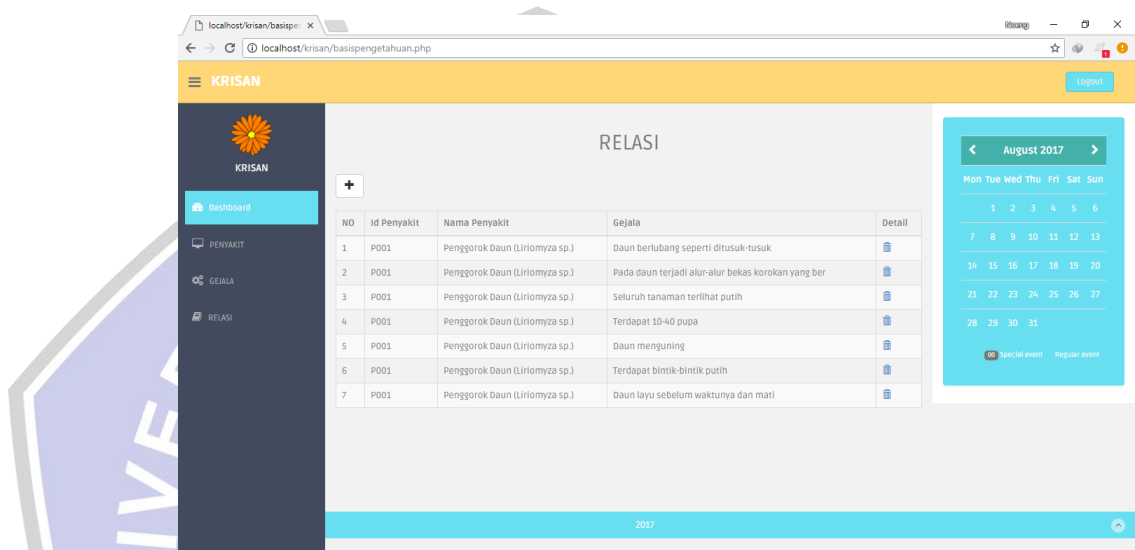 localhost/krisan/basispe
Noeng
localhost/krisan/basispengetahuan.php
KRISAN
Logout
KRISAN
Dashboard
PENYAKIT
GEJALA
RELASI
RELASI
NO Id Penyakit Nama Penyakit Gejala Detail
1 P001 Penggorok Daun (Liriomyza sp.) Daun berlubang seperti ditusuk-tusuk
2 P001 Penggorok Daun (Liriomyza sp.) Pada daun terjadi alur-alur bekas korokan yang ber
3 P001 Penggorok Daun (Liriomyza sp.) Seluruh tanaman terlihat putih
4 P001 Penggorok Daun (Liriomyza sp.) Terdapat 10-40 pupa
5 P001 Penggorok Daun (Liriomyza sp.) Daun menguning
6 P001 Penggorok Daun (Liriomyza sp.) Terdapat bintik-bintik putih
7 P001 Penggorok Daun (Liriomyza sp.) Daun layu sebelum waktunya dan mati
August 2017
Mon Tue Wed Thu Fri Sat Sun
1 2 3 4 5 6
7 8 9 10 11 12 13
14 15 16 17 18 19 20
21 22 23 24 25 26 27
28 29 30 31
00 Special event Regular event
2017
IVE